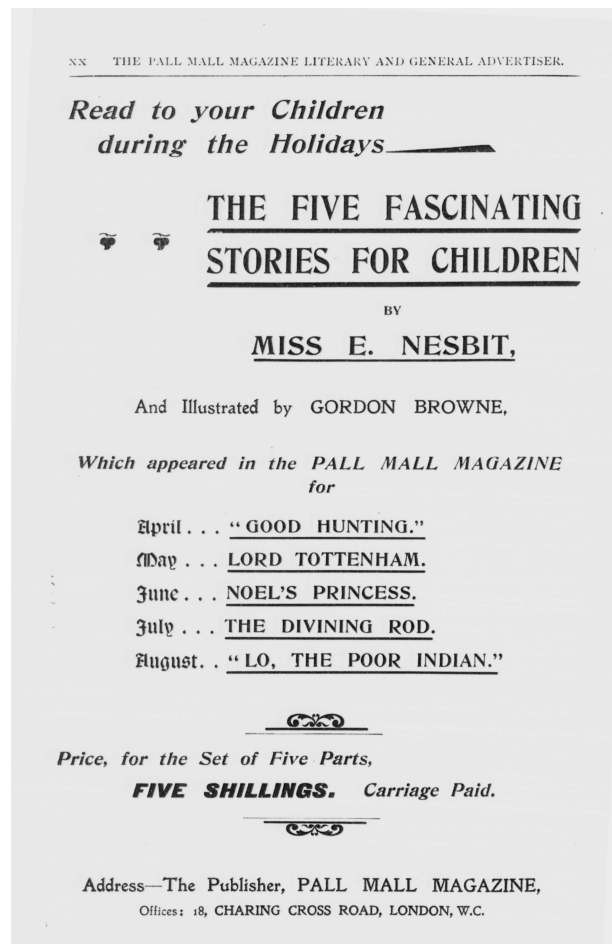 xx THE PALL MALL MAGAZINE LITERARY AND GENERAL ADVERTISER.
Read to your Children
during the Holidays
THE FIVE FASCINATING
STORIES FOR CHILDREN
BY
MISS E. NESBIT,
And Illustrated by GORDON BROWNE,
Which appeared in the PALL MALL MAGAZINE
for
April . . . “GOOD HUNTING.”
May . . . LORD TOTTENHAM.
June . . . NOEL'S PRINCESS.
July . . . THE DIVINING ROD.
August. . “LO, THE POOR INDIAN.”
Price, for the Set of Five Parts,
FIVE SHILLINGS. Carriage Paid.
Address—The Publisher, PALL MALL MAGAZINE,
Offices: 18, CHARING CROSS ROAD, LONDON, W.C.